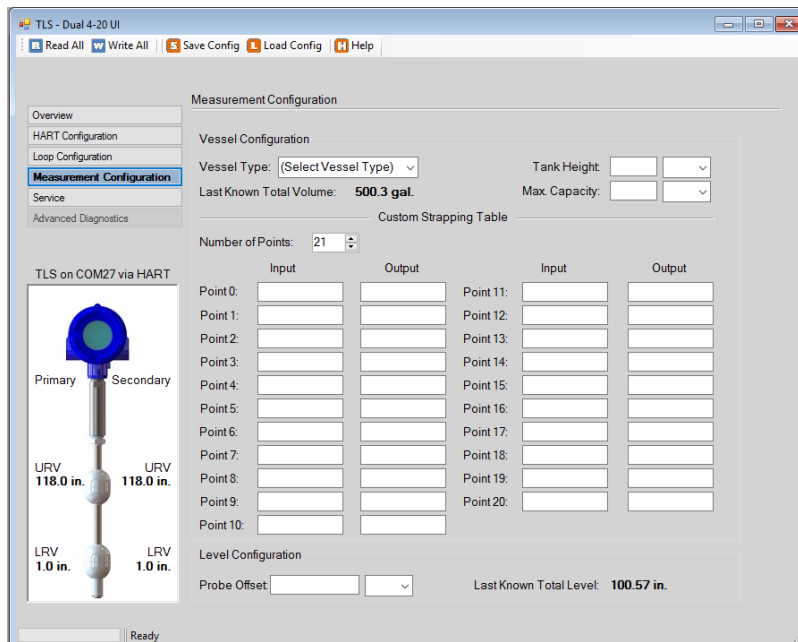 TLS - Dual 4-20 UI
R Read All W Write All S Save Config L Load Config H Help
Measurement Configuration
Overview
HART Configuration
Loop Configuration
Measurement Configuration
Service
Advanced Diagnostics
Vessel Configuration
Vessel Type: (Select Vessel Type) Tank Height:
Last Known Total Volume: 500.3 gal. Max. Capacity:
Custom Strapping Table
Number of Points: 21
Input Output Input Output
Point 0: Point 11:
Point 1: Point 12:
Point 2: Point 13:
Point 3: Point 14:
Point 4: Point 15:
Point 5: Point 16:
Point 6: Point 17:
Point 7: Point 18:
Point 8: Point 19:
Point 9: Point 20:
Point 10:
TLS on COM27 via HART
Primary Secondary
URV URV
118.0 in. 118.0 in.
LRV LRV
1.0 in. 1.0 in.
Level Configuration
Probe Offset: Last Known Total Level: 100.57 in.
Ready